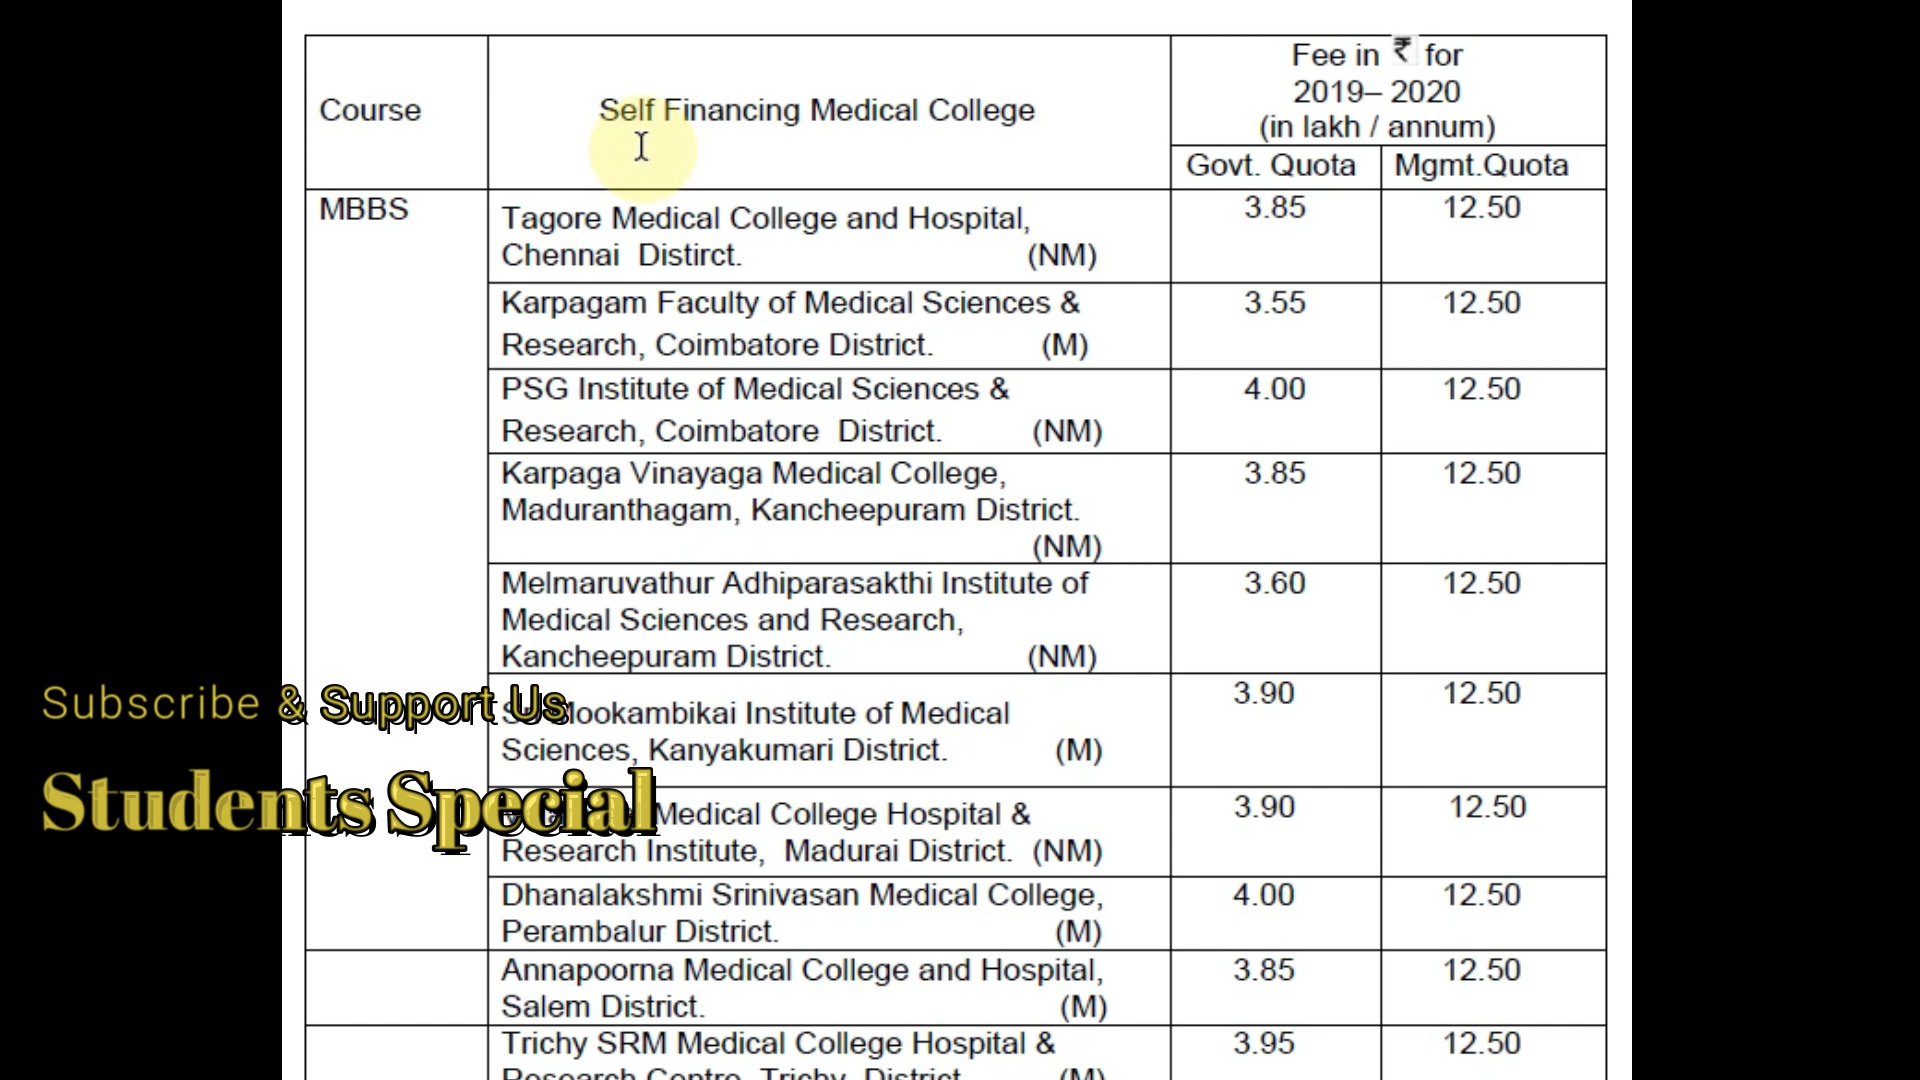 Course
Self Financing Medical College
Fee in ₹ for
2019– 2020
(in lakh / annum)
Govt. Quota Mgmt.Quota
MBBS
Tagore Medical College and Hospital,
Chennai Distirct. (NM)
3.85 12.50
Karpagam Faculty of Medical Sciences &
Research, Coimbatore District. (M)
3.55 12.50
PSG Institute of Medical Sciences &
Research, Coimbatore District. (NM)
4.00 12.50
Karpaga Vinayaga Medical College,
Maduranthagam, Kancheepuram District.
(NM)
3.85 12.50
Melmaruvathur Adhiparasakthi Institute of
Medical Sciences and Research,
Kancheepuram District. (NM)
3.60 12.50
Mookambikai Institute of Medical
Sciences, Kanyakumari District. (M)
3.90 12.50
Medical College Hospital &
Research Institute, Madurai District. (NM)
3.90 12.50
Dhanalakshmi Srinivasan Medical College,
Perambalur District. (M)
4.00 12.50
Annapoorna Medical College and Hospital,
Salem District. (M)
3.85 12.50
Trichy SRM Medical College Hospital &
Research Centre, Trichy District. (M)
3.95 12.50
Subscribe & Support Us
Students Special